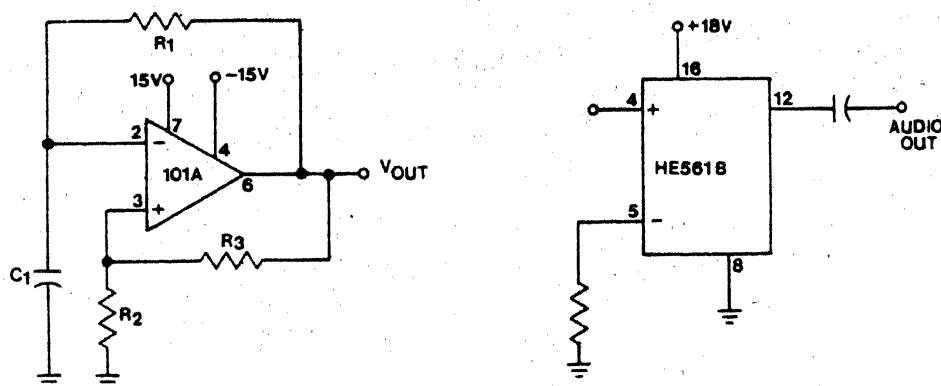 R1
15V
-15V
7
4
2
-
101A
6
VOUT
3
+
R3
C1
R2
+18V
16
4
+
12
AUDIO
OUT
HE561B
5
-
8